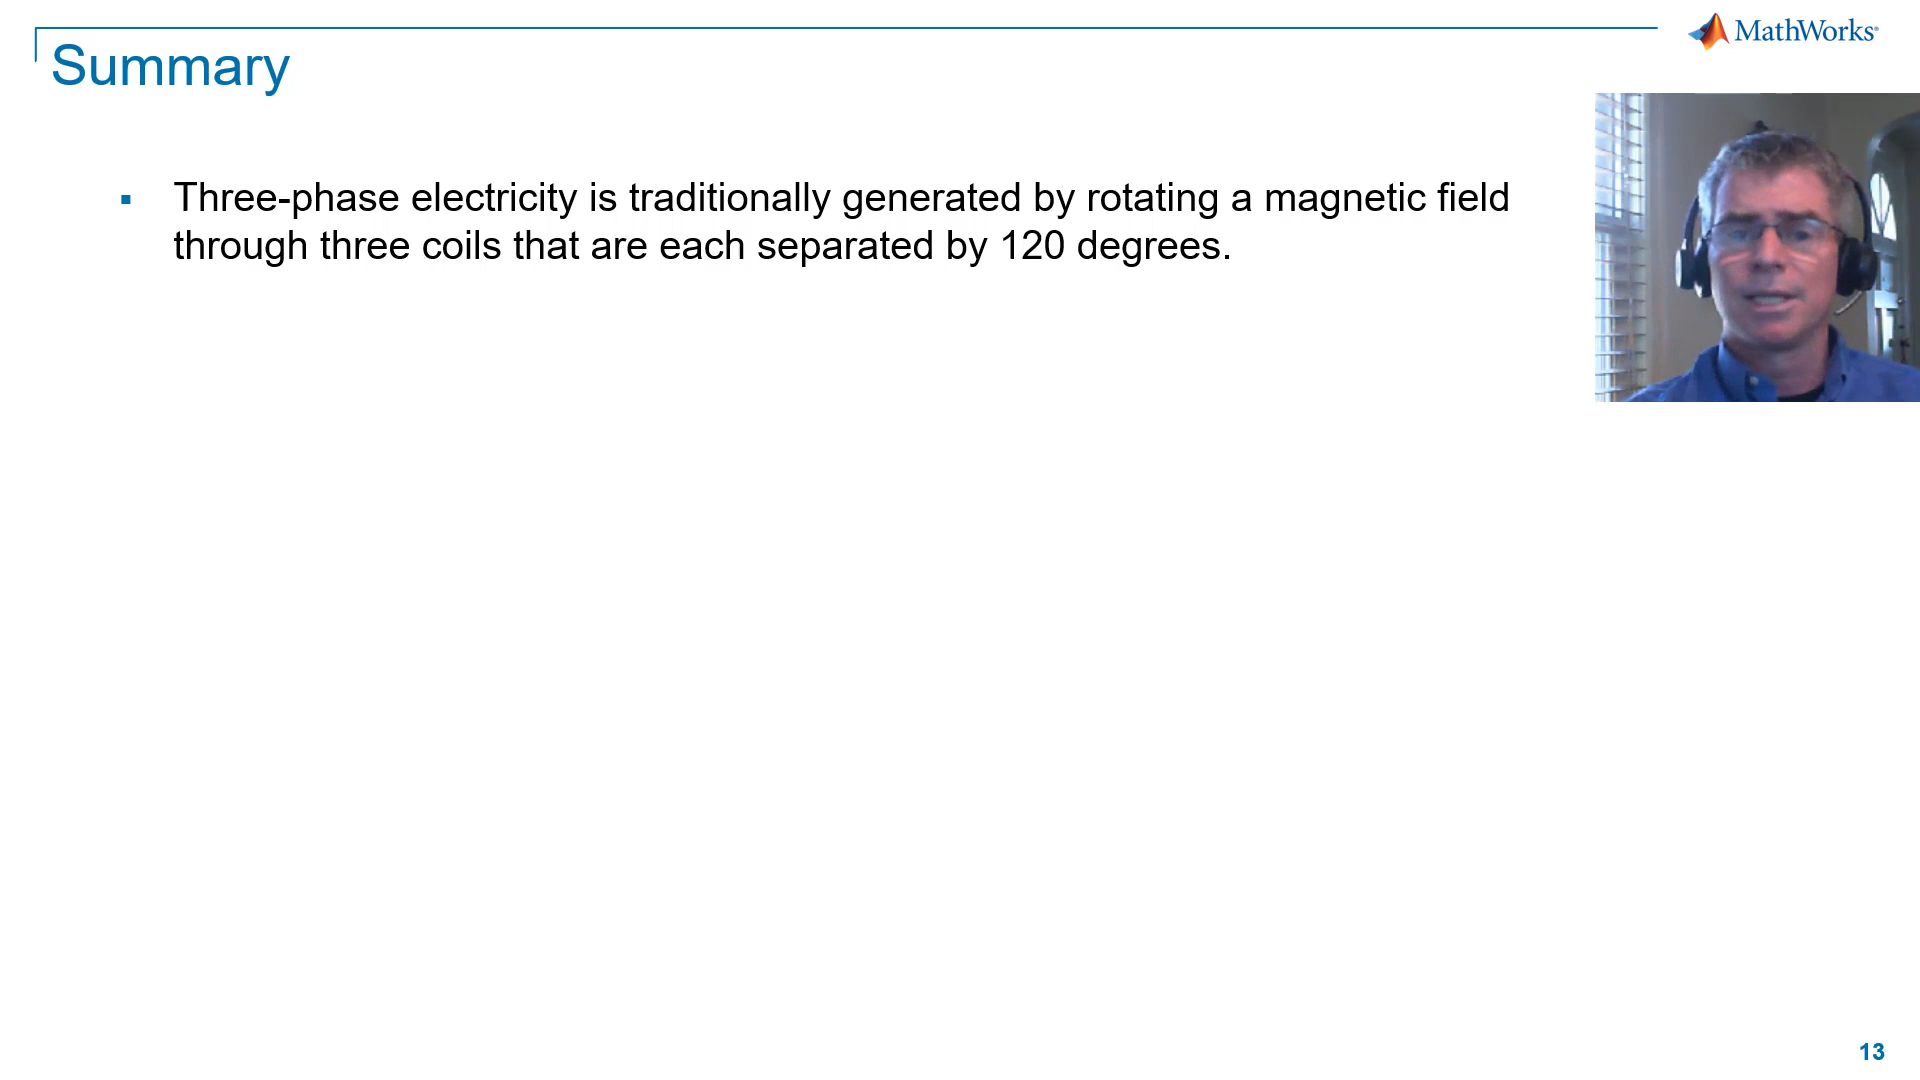 MathWorks®
Summary
▪ Three-phase electricity is traditionally generated by rotating a magnetic field
through three coils that are each separated by 120 degrees.
13